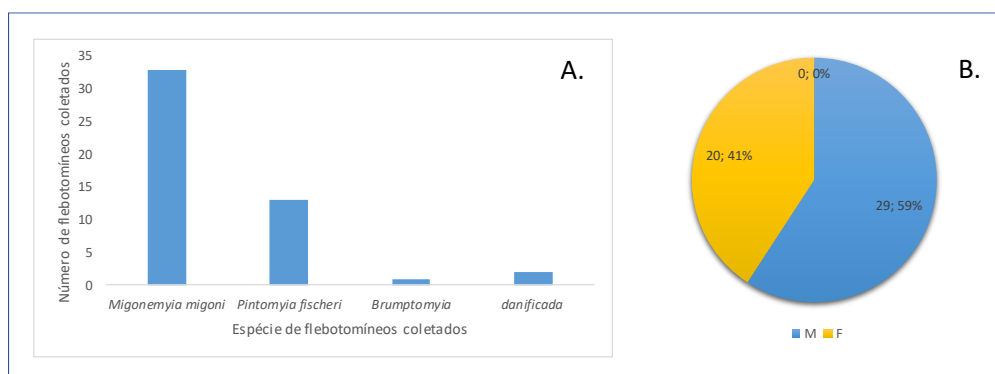 A.
Número de flebotomíneos coletados
35
30
25
20
15
10
5
0
Migonemyia migoni Pintomyia fischeri Brumptomyia danificada
Espécie de flebotomíneos coletados
B.
0; 0%
20; 41%
29; 59%
M F